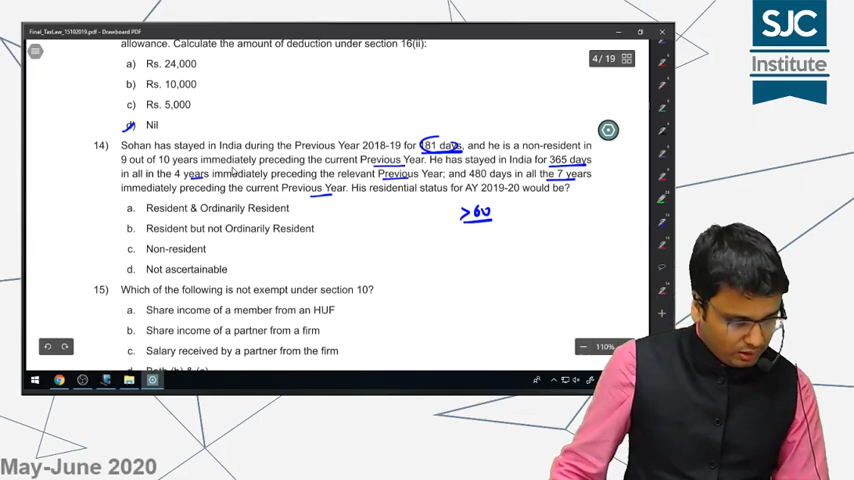 Final_TaxLaw_15102019.pdf - Drawboard PDF
SJC
Institute
allowance. Calculate the amount of deduction under section 16(ii):
4 / 19
a) Rs. 24,000
b) Rs. 10,000
c) Rs. 5,000
d) Nil
14) Sohan has stayed in India during the Previous Year 2018-19 for 181 days, and he is a non-resident in
9 out of 10 years immediately preceding the current Previous Year. He has stayed in India for 365 days
in all in the 4 years immediately preceding the relevant Previous Year; and 480 days in all the 7 years
immediately preceding the current Previous Year. His residential status for AY 2019-20 would be?
a. Resident & Ordinarily Resident
>60
b. Resident but not Ordinarily Resident
c. Non-resident
d. Not ascertainable
15) Which of the following is not exempt under section 10?
a. Share income of a member from an HUF
b. Share income of a partner from a firm
c. Salary received by a partner from the firm
110%
d. Both (b) & (c)
May-June 2020